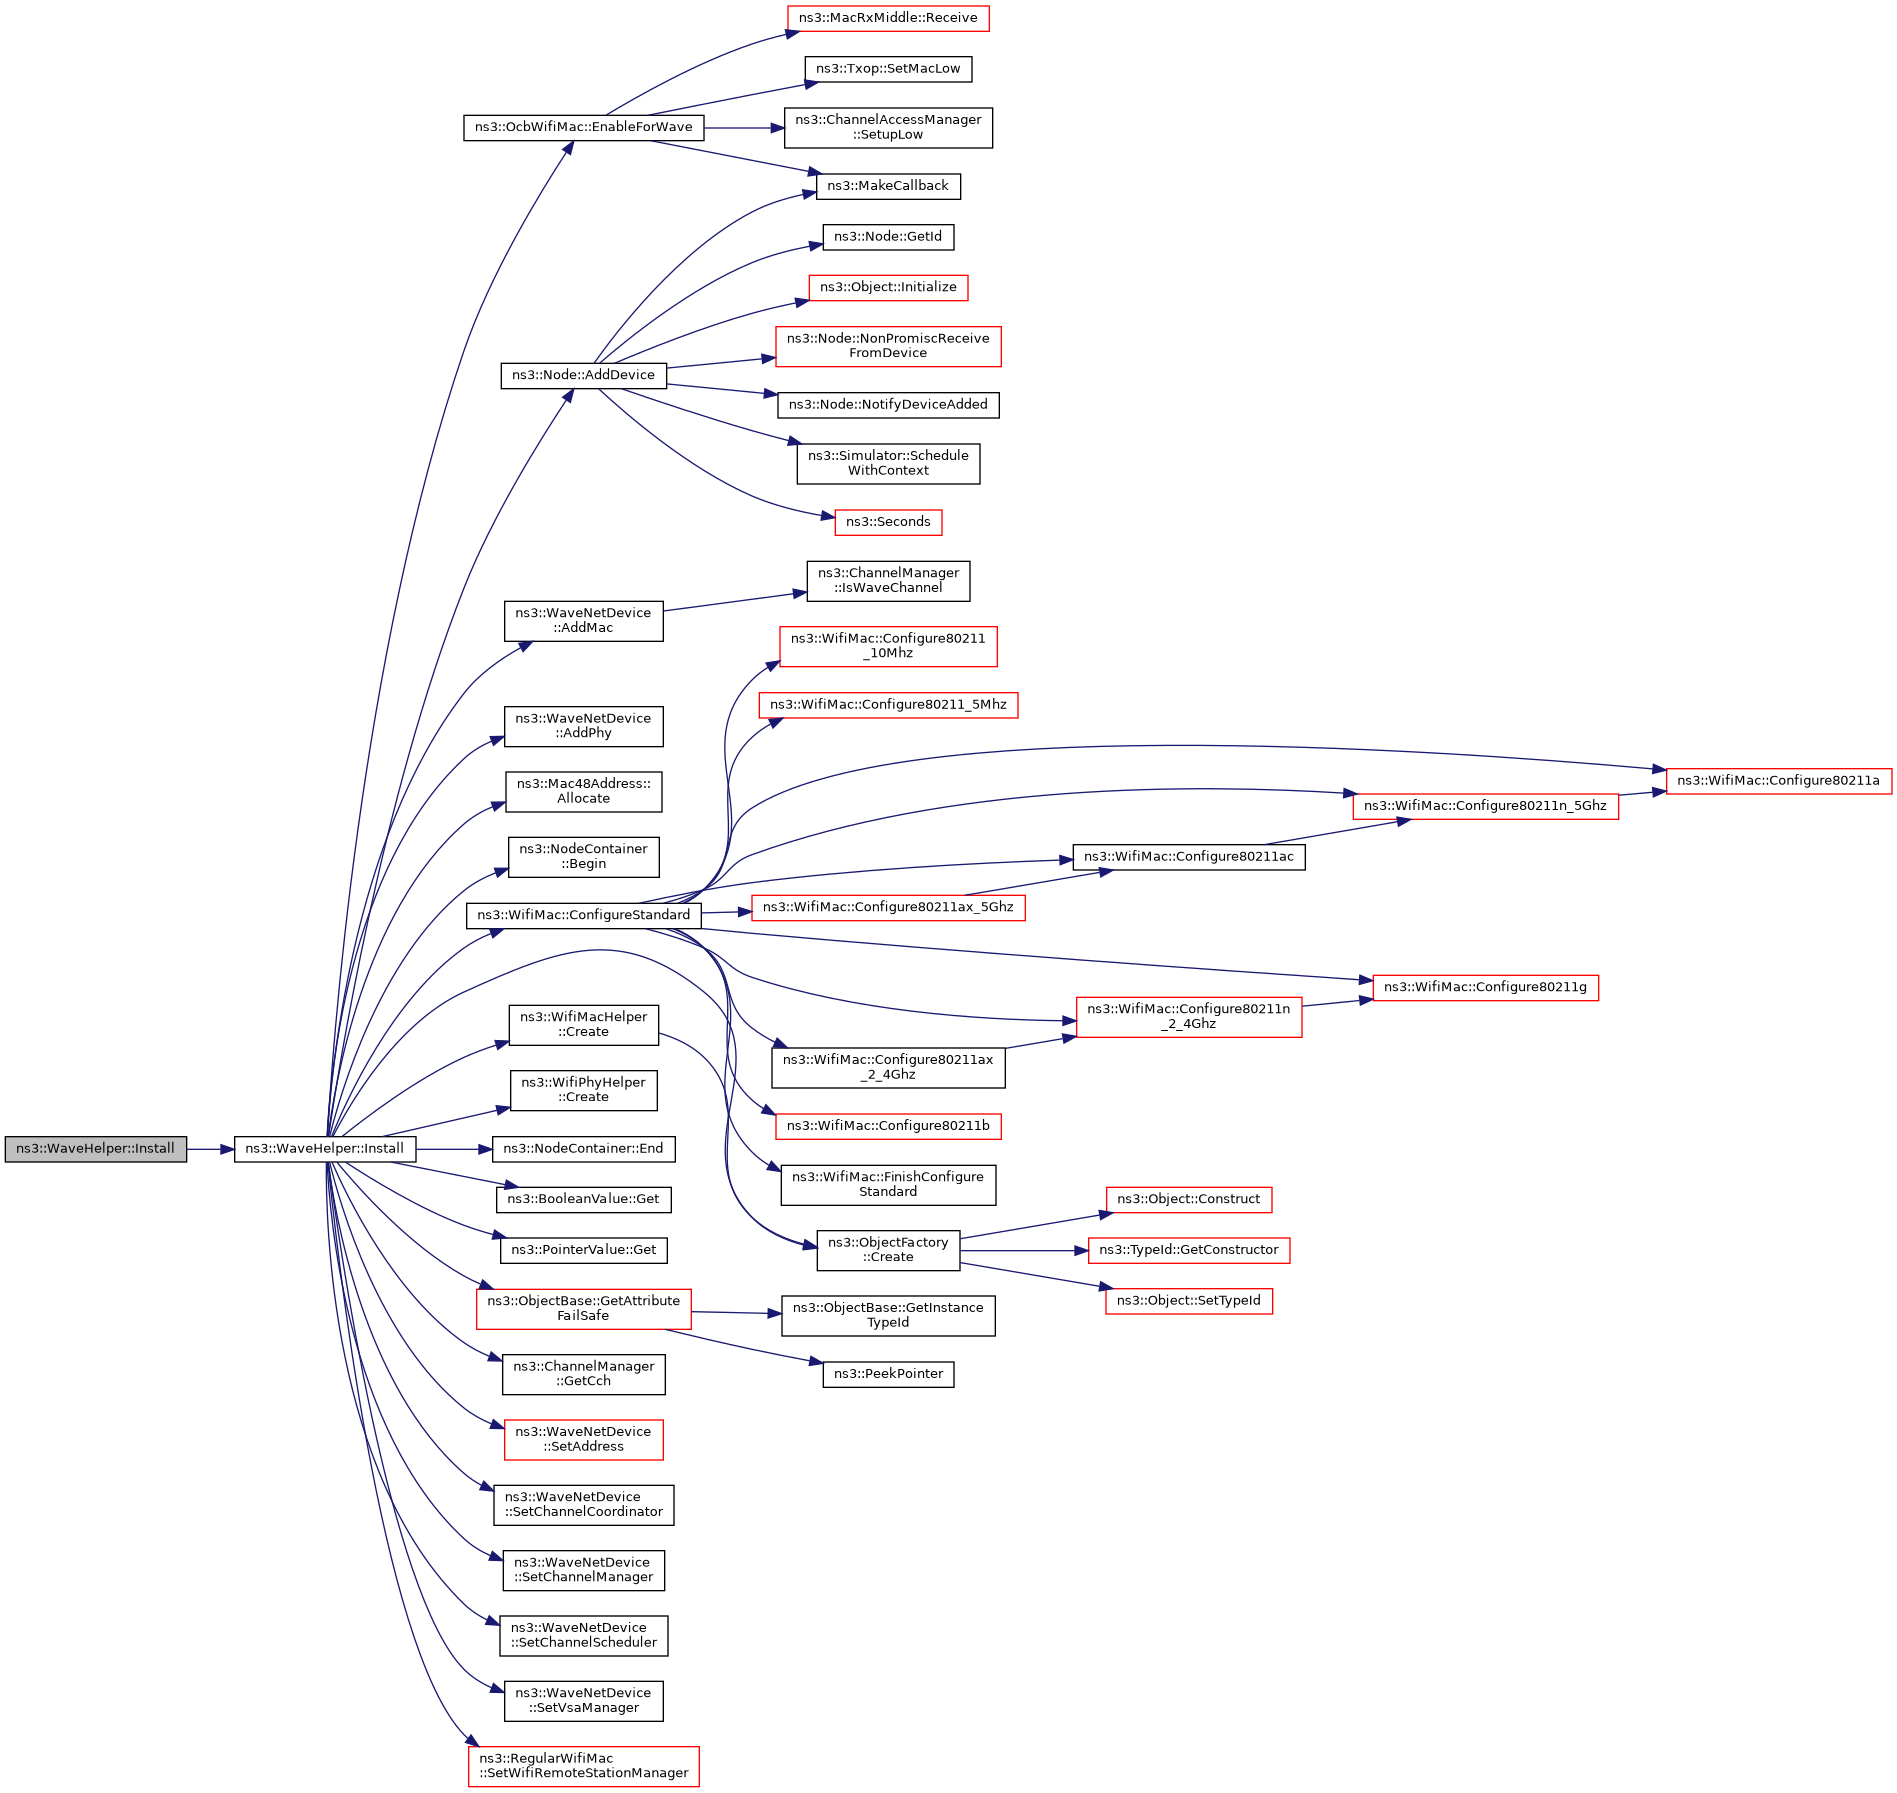 ns3::MacRxMiddle::Receive
ns3::Txop::SetMacLow
ns3::OcbWifiMac::EnableForWave
ns3::ChannelAccessManager
::SetupLow
ns3::MakeCallback
ns3::Node::GetId
ns3::Object::Initialize
ns3::Node::NonPromiscReceive
FromDevice
ns3::Node::AddDevice
ns3::Node::NotifyDeviceAdded
ns3::Simulator::Schedule
WithContext
ns3::Seconds
ns3::ChannelManager
::IsWaveChannel
ns3::WaveNetDevice
::AddMac
ns3::WifiMac::Configure80211
_10Mhz
ns3::WifiMac::Configure80211_5Mhz
ns3::WaveNetDevice
::AddPhy
ns3::WifiMac::Configure80211a
ns3::Mac48Address::
Allocate
ns3::WifiMac::Configure80211n_5Ghz
ns3::NodeContainer
::Begin
ns3::WifiMac::Configure80211ac
ns3::WifiMac::ConfigureStandard
ns3::WifiMac::Configure80211ax_5Ghz
ns3::WifiMac::Configure80211g
ns3::WifiMacHelper
::Create
ns3::WifiMac::Configure80211n
_2_4Ghz
ns3::WifiMac::Configure80211ax
_2_4Ghz
ns3::WifiPhyHelper
::Create
ns3::WifiMac::Configure80211b
ns3::WaveHelper::Install
ns3::WaveHelper::Install
ns3::NodeContainer::End
ns3::WifiMac::FinishConfigure
Standard
ns3::BooleanValue::Get
ns3::Object::Construct
ns3::PointerValue::Get
ns3::ObjectFactory
::Create
ns3::TypeId::GetConstructor
ns3::Object::SetTypeId
ns3::ObjectBase::GetAttribute
FailSafe
ns3::ObjectBase::GetInstance
TypeId
ns3::ChannelManager
::GetCch
ns3::PeekPointer
ns3::WaveNetDevice
::SetAddress
ns3::WaveNetDevice
::SetChannelCoordinator
ns3::WaveNetDevice
::SetChannelManager
ns3::WaveNetDevice
::SetChannelScheduler
ns3::WaveNetDevice
::SetVsaManager
ns3::RegularWifiMac
::SetWifiRemoteStationManager